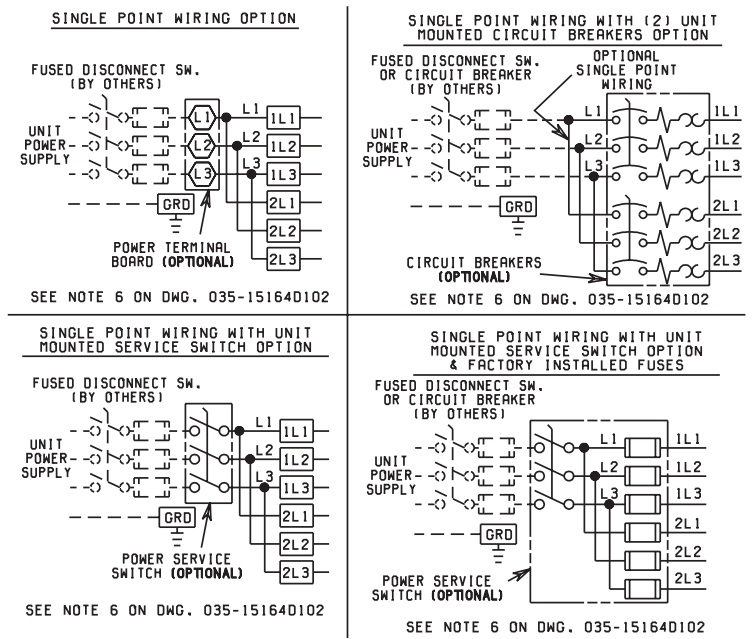 SINGLE POINT WIRING OPTION
FUSED DISCONNECT SW.
(BY OTHERS)
UNIT
POWER
SUPPLY
L1
L2
L3
L1
L2
L3
1L1
1L2
1L3
2L1
2L2
2L3
GRD
POWER TERMINAL
BOARD (OPTIONAL)
SEE NOTE 6 ON DWG. 035-15164D102
SINGLE POINT WIRING WITH (2) UNIT
MOUNTED CIRCUIT BREAKERS OPTION
FUSED DISCONNECT SW.
OR CIRCUIT BREAKER
(BY OTHERS)
OPTIONAL
SINGLE POINT
WIRING
UNIT
POWER
SUPPLY
L1
L2
L3
1L1
1L2
1L3
2L1
2L2
2L3
GRD
CIRCUIT BREAKERS
(OPTIONAL)
SEE NOTE 6 ON DWG. 035-15164D102
SINGLE POINT WIRING WITH UNIT
MOUNTED SERVICE SWITCH OPTION
FUSED DISCONNECT SW.
(BY OTHERS)
UNIT
POWER
SUPPLY
L1
L2
L3
1L1
1L2
1L3
2L1
2L2
2L3
GRD
POWER SERVICE
SWITCH (OPTIONAL)
SEE NOTE 6 ON DWG. 035-15164D102
SINGLE POINT WIRING WITH UNIT
MOUNTED SERVICE SWITCH OPTION
& FACTORY INSTALLED FUSES
FUSED DISCONNECT SW.
OR CIRCUIT BREAKER
(BY OTHERS)
UNIT
POWER
SUPPLY
L1
L2
L3
1L1
1L2
1L3
2L1
2L2
2L3
GRD
POWER SERVICE
SWITCH (OPTIONAL)
SEE NOTE 6 ON DWG. 035-15164D102